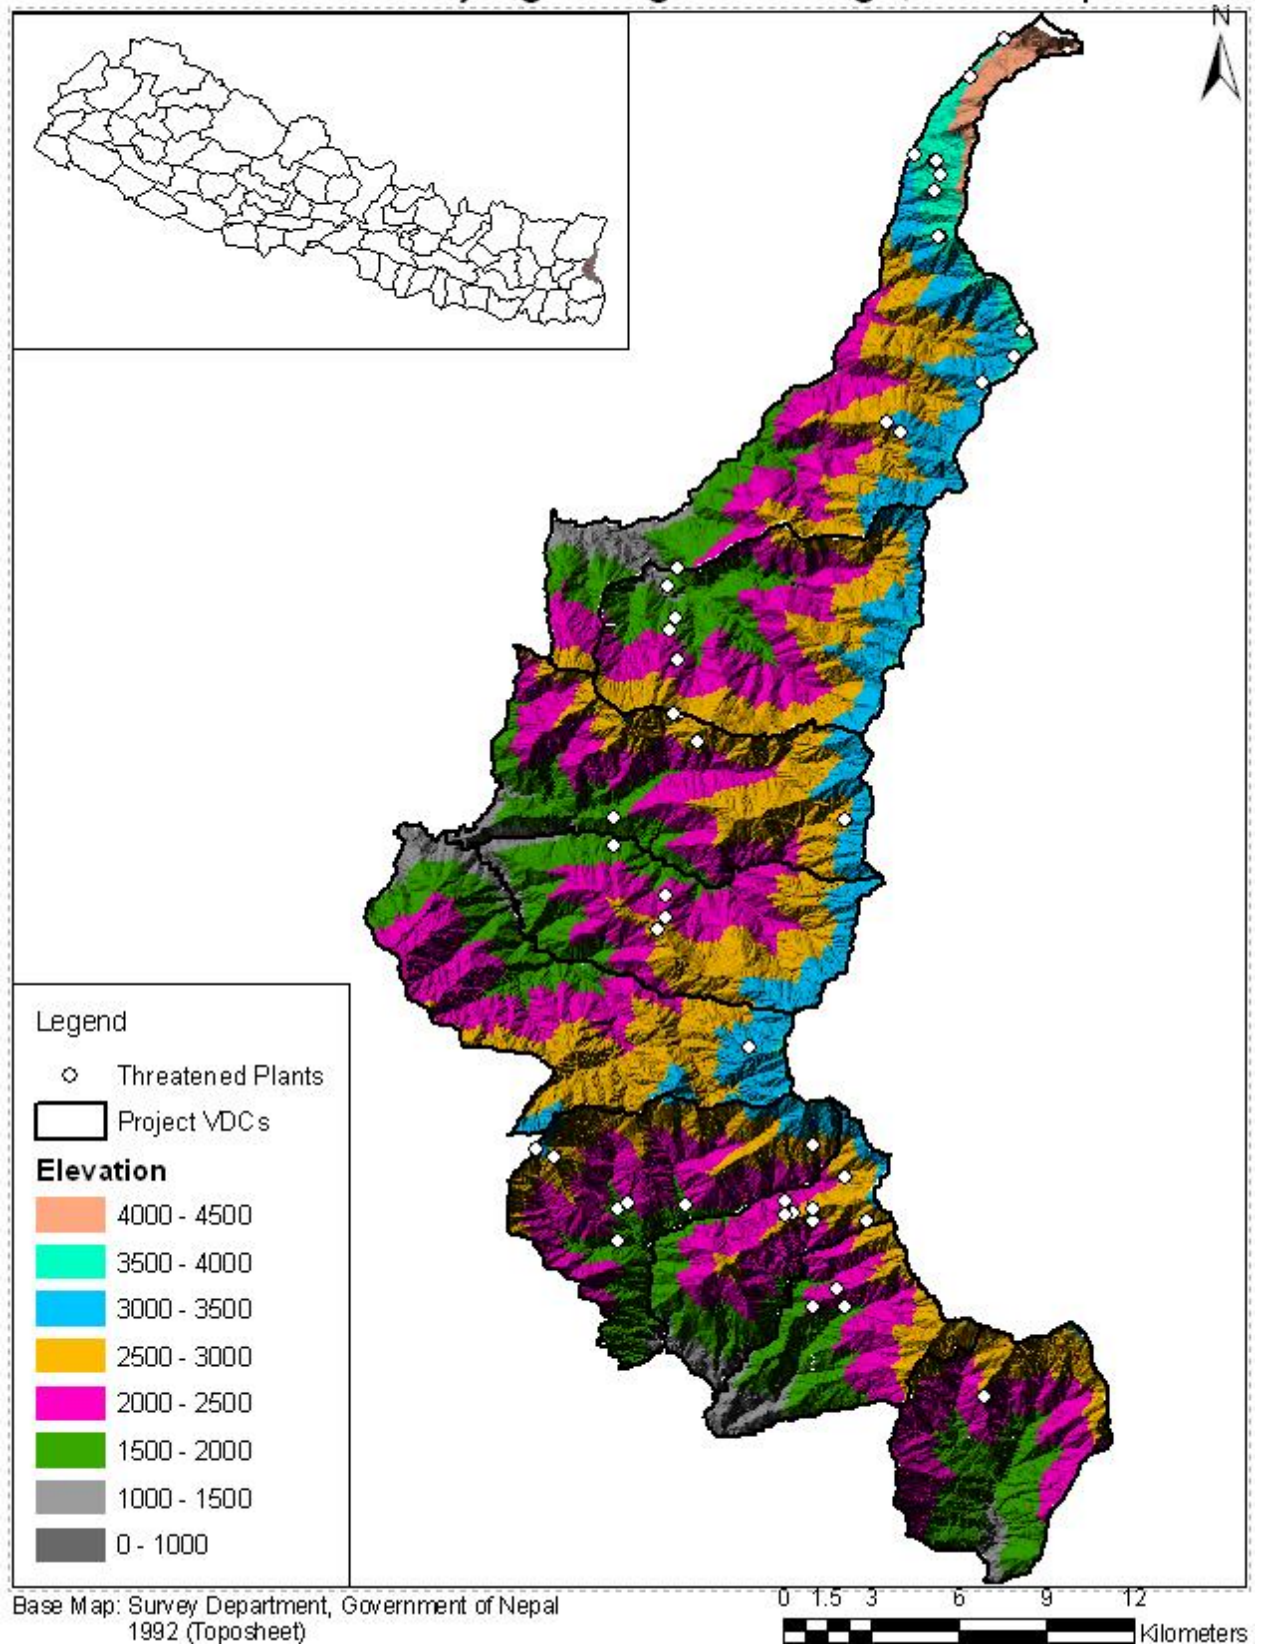 N
Legend
Threatened Plants
Project VDCs
Elevation
4000 - 4500
3500 - 4000
3000 - 3500
2500 - 3000
2000 - 2500
1500 - 2000
1000 - 1500
0 - 1000
Base Map: Survey Department, Government of Nepal
1992 (Toposheet)
0 1.5 3 6 9 12
Kilometers